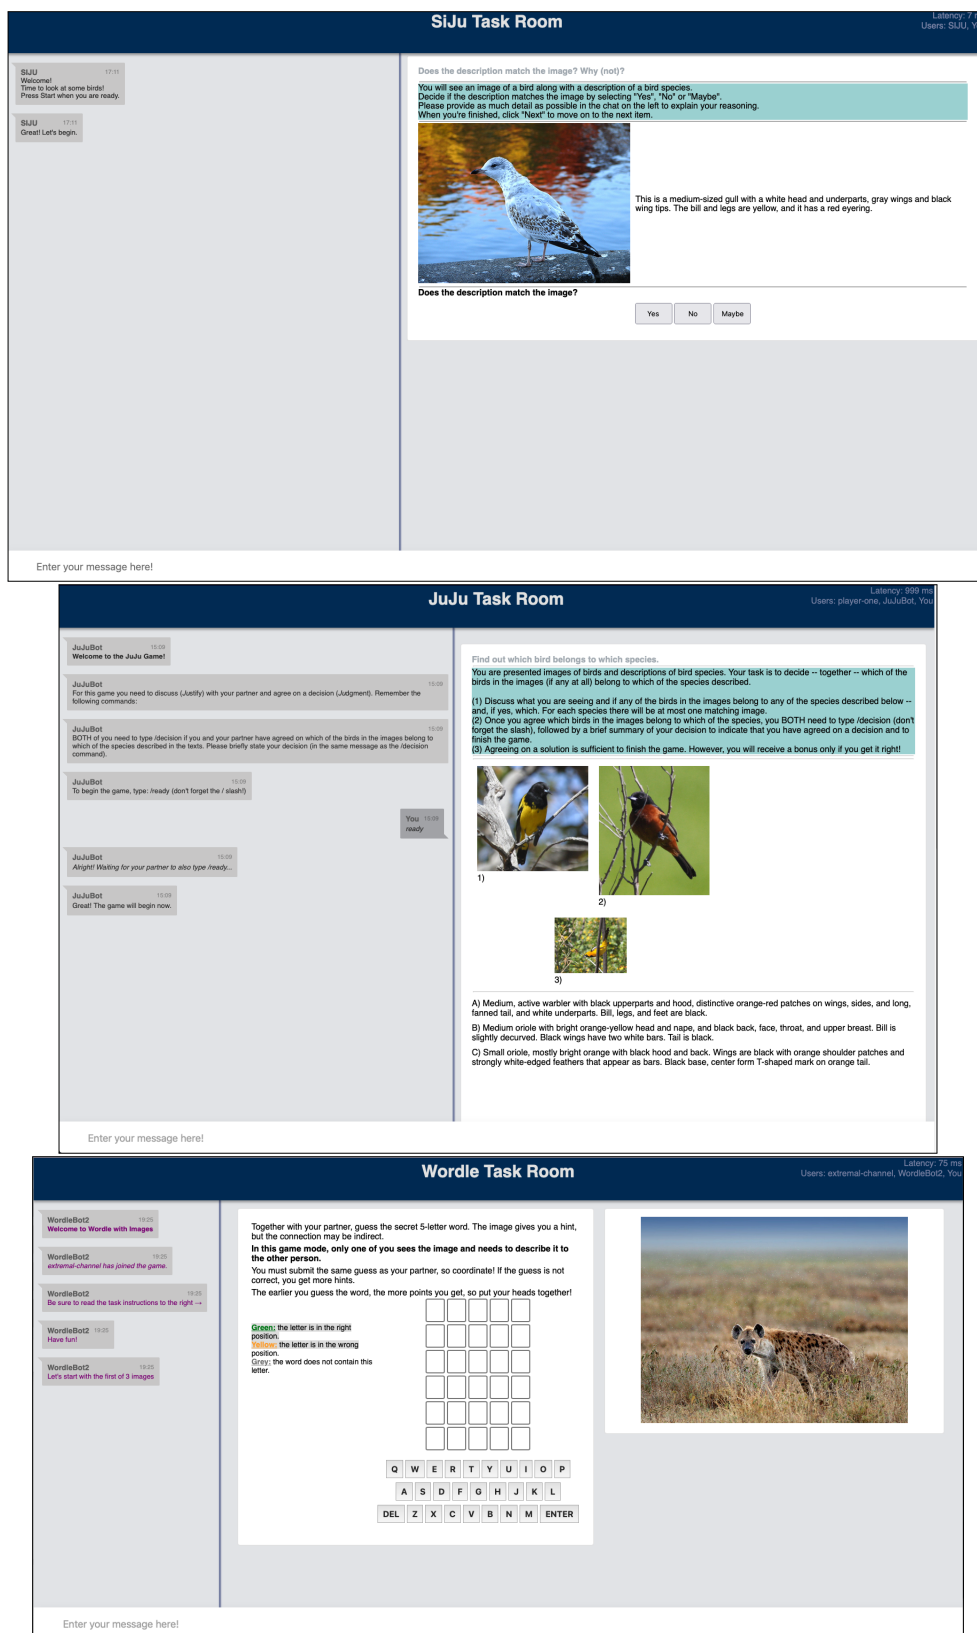 SiJu Task Room
Latency: 7
Users: SIJU,
SIJU 17:11
Welcome!
Time to look at some birds!
Press Start when you are ready.
SIJU 17:11
Great! Let's begin.
Does the description match the image? Why (not)?
You will see an image of a bird along with a description of a bird species.
Decide if the description matches the image by selecting "Yes", "No" or "Maybe".
Please provide as much detail as possible in the chat on the left to explain your reasoning.
When you're finished, click "Next" to move on to the next item.
This is a medium-sized gull with a white head and underparts, gray wings and black
wing tips. The bill and legs are yellow, and it has a red eyering.
Does the description match the image?
Yes No Maybe
Enter your message here!
JuJu Task Room
Latency: 999 ms
Users: player-one, JuJuBot, You
JuJuBot 15:09
Welcome to the JuJu Game!
JuJuBot 15:09
For this game you need to discuss (Justify) with your partner and agree on a decision (Judgment). Remember the
following commands:
JuJuBot 15:09
BOTH of you need to type /decision if you and your partner have agreed on which of the birds in the images belong to
which of the species described in the texts. Please briefly state your decision (in the same message as the /decision
command).
JuJuBot 15:09
To begin the game, type: /ready (don't forget the / slash!)
You 15:09
ready
JuJuBot 15:09
Alright! Waiting for your partner to also type /ready...
JuJuBot 15:09
Great! The game will begin now.
Find out which bird belongs to which species.
You are presented images of birds and descriptions of bird species. Your task is to decide -- together -- which of the
birds in the images (if any at all) belong to which of the species described.
(1) Discuss what you are seeing and if any of the birds in the images belong to any of the species described below --
and, if yes, which. For each species there will be at most one matching image.
(2) Once you agree which birds in the images belong to which of the species, you BOTH need to type /decision (don't
forget the slash), followed by a brief summary of your decision to indicate that you have agreed on a decision and to
finish the game.
(3) Agreeing on a solution is sufficient to finish the game. However, you will receive a bonus only if you get it right!
1)
2)
3)
A) Medium, active warbler with black upperparts and hood, distinctive orange-red patches on wings, sides, and long,
fanned tail, and white underparts. Bill, legs, and feet are black.
B) Medium oriole with bright orange-yellow head and nape, and black back, face, throat, and upper breast. Bill is
slightly decurved. Black wings have two white bars. Tail is black.
C) Small oriole, mostly bright orange with black hood and back. Wings are black with orange shoulder patches and
strongly white-edged feathers that appear as bars. Black base, center form T-shaped mark on orange tail.
Enter your message here!
Wordle Task Room
Latency: 75 ms
Users: extremal-channel, WordleBot2, You
WordleBot2 19:25
Welcome to Wordle with Images
WordleBot2 19:25
extremal-channel has joined the game.
WordleBot2 19:25
Be sure to read the task instructions to the right →
WordleBot2 19:25
Have fun!
WordleBot2 19:25
Let's start with the first of 3 images
Together with your partner, guess the secret 5-letter word. The image gives you a hint,
but the connection may be indirect.
In this game mode, only one of you sees the image and needs to describe it to
the other person.
You must submit the same guess as your partner, so coordinate! If the guess is not
correct, you get more hints.
The earlier you guess the word, the more points you get, so put your heads together!
Green: the letter is in the right
position.
Yellow: the letter is in the wrong
position.
Grey: the word does not contain this
letter.
Q W E R T Y U I O P
A S D F G H J K L
DEL Z X C V B N M ENTER
Enter your message here!